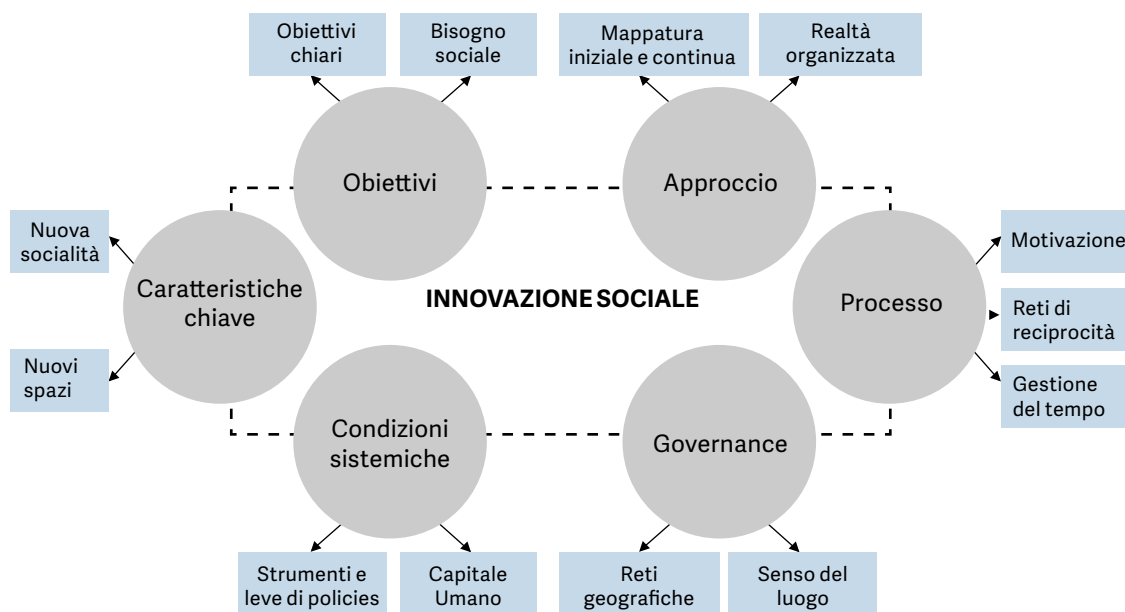 Obiettivi
chiari
Bisogno
sociale
Mappatura
iniziale e continua
Realtà
organizzata
Obiettivi
Approccio
Nuova
socialità
Caratteristiche
chiave
Nuovi
spazi
INNOVAZIONE SOCIALE
Processo
Motivazione
Reti di
reciprocità
Gestione
del tempo
Condizioni
sistemiche
Governance
Strumenti e
leve di policies
Capitale
Umano
Reti
geografiche
Senso del
luogo